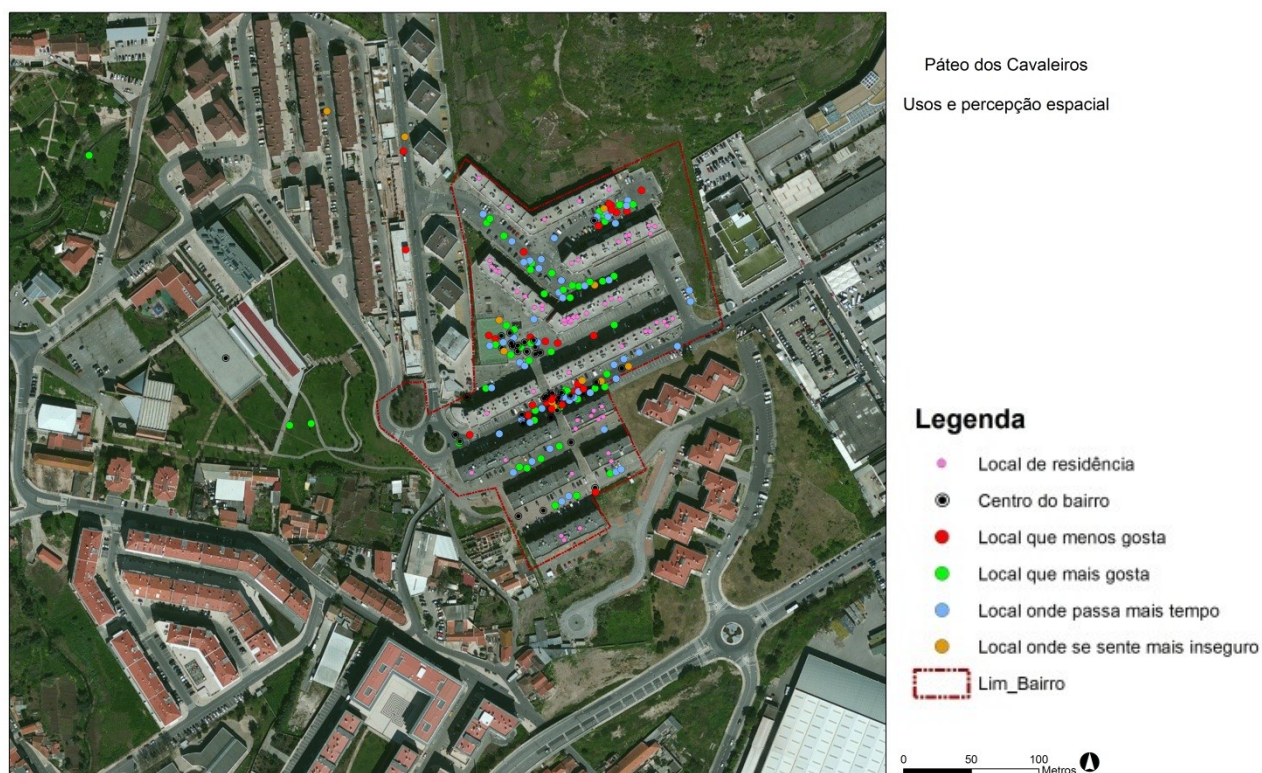 Páteo dos Cavaleiros
Usos e percepção espacial
Legenda
Local de residência
Centro do bairro
Local que menos gosta
Local que mais gosta
Local onde passa mais tempo
Local onde se sente mais inseguro
Lim_Bairro
0 50 100
Metros